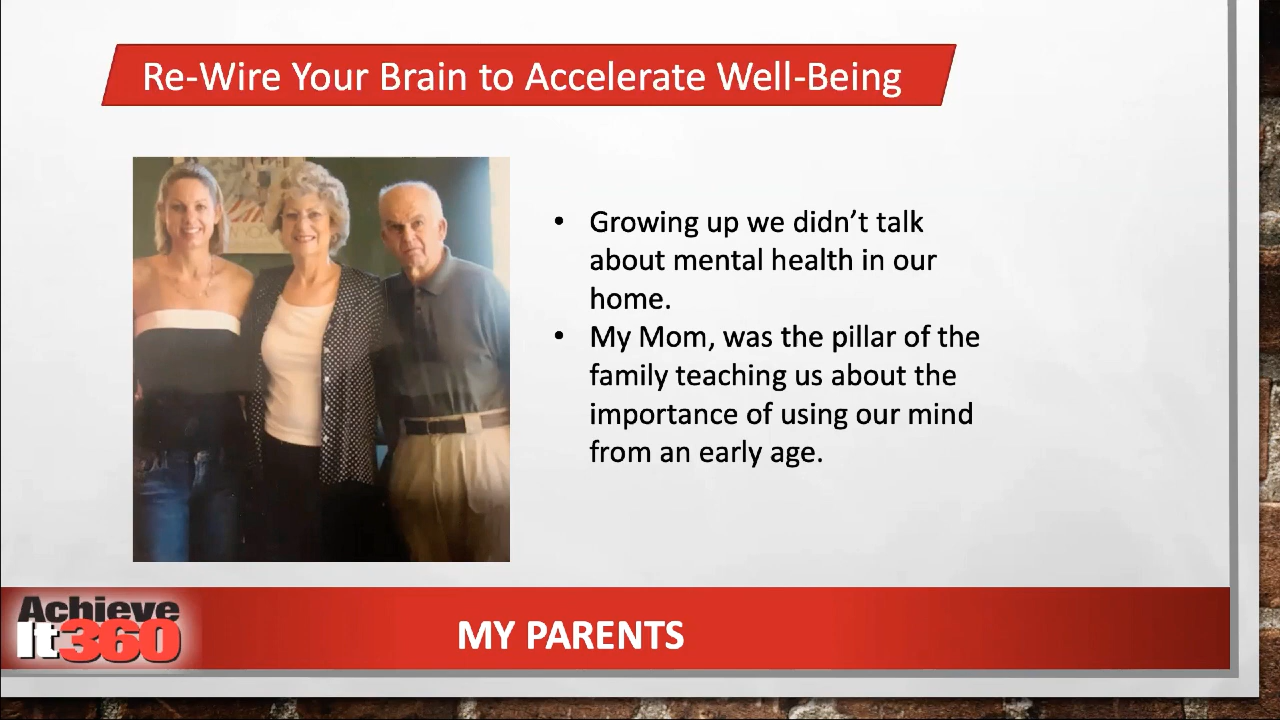 Re-Wire Your Brain to Accelerate Well-Being
• Growing up we didn’t talk
about mental health in our
home.
• My Mom, was the pillar of the
family teaching us about the
importance of using our mind
from an early age.
Achieve
It360
MY PARENTS